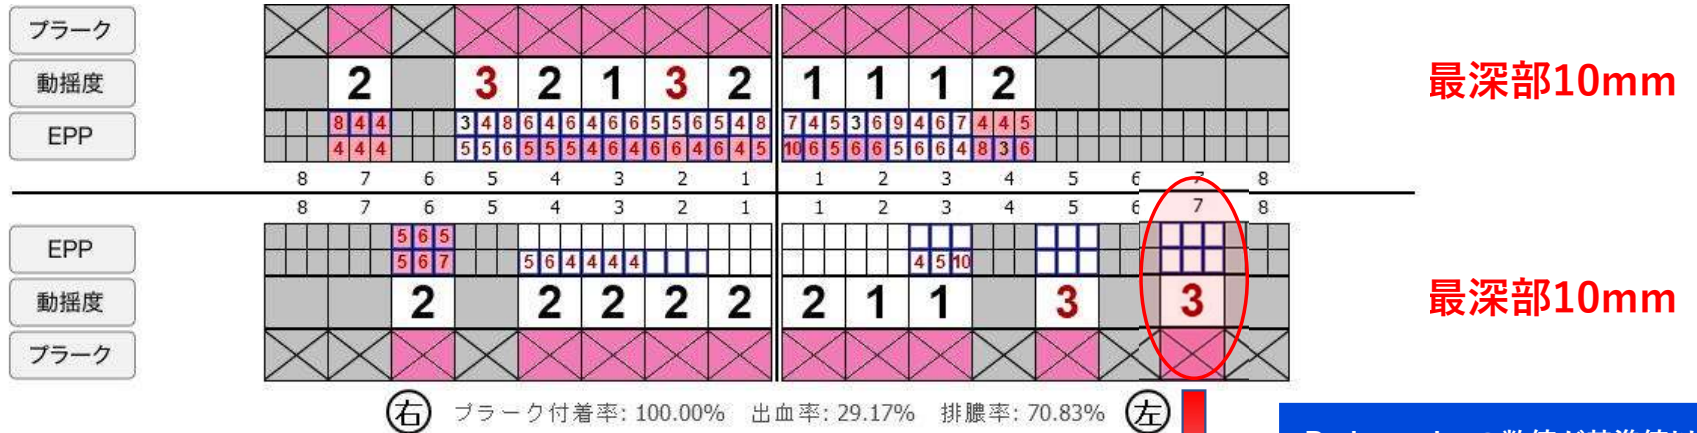 プラーク
動揺度 2 3 2 1 3 2 1 1 1 2 最深部10mm
EPP 8 4 4 3 4 8 6 4 6 4 6 6 5 5 6 5 4 8 7 4 5 3 6 9 4 6 7 4 4 5
4 4 4 5 5 6 5 5 5 4 6 4 6 6 4 6 4 5 10 6 5 6 6 5 6 6 4 8 3 6
8 7 6 5 4 3 2 1 1 2 3 4 5 6 7 8
8 7 6 5 4 3 2 1 1 2 3 4 5 6 7 8
EPP 5 6 5
5 6 7 5 6 4 4 4 4 4 5 10
動揺度 2 2 2 2 2 2 1 1 3 3 最深部10mm
プラーク
右 プラーク付着率: 100.00% 出血率: 29.17% 排膿率: 70.83% 左